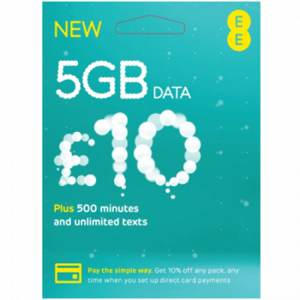 NEW
EE
5GB DATA
£10
Plus 500 minutes
and unlimited texts
Pay the simple way. Get 10% off any pack, any
time when you set up direct card payments